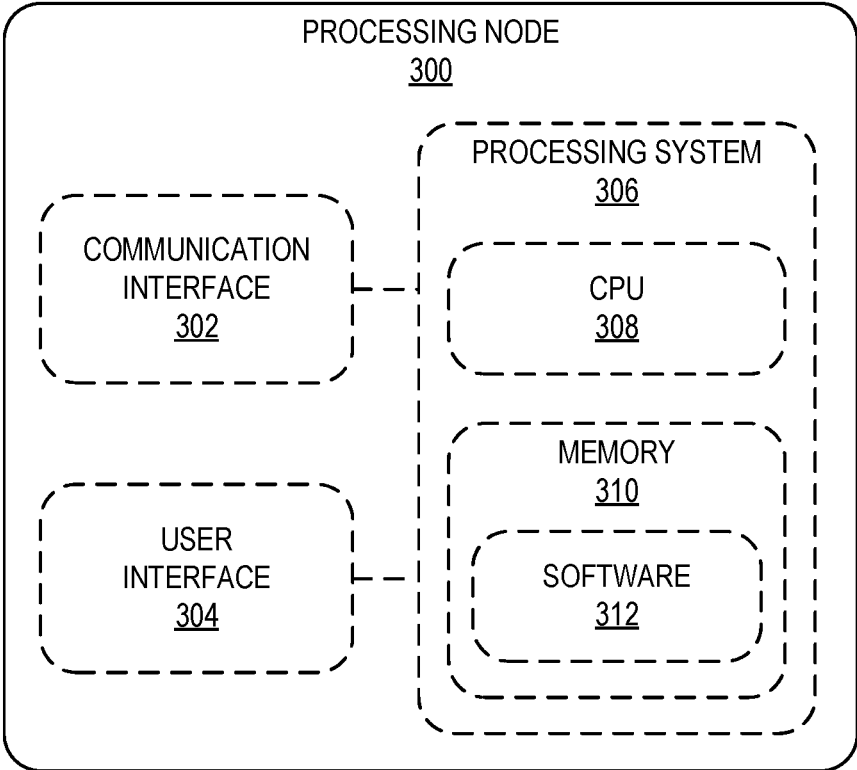 PROCESSING NODE
300
PROCESSING SYSTEM
306
COMMUNICATION
INTERFACE
302
CPU
308
MEMORY
310
USER
INTERFACE
304
SOFTWARE
312